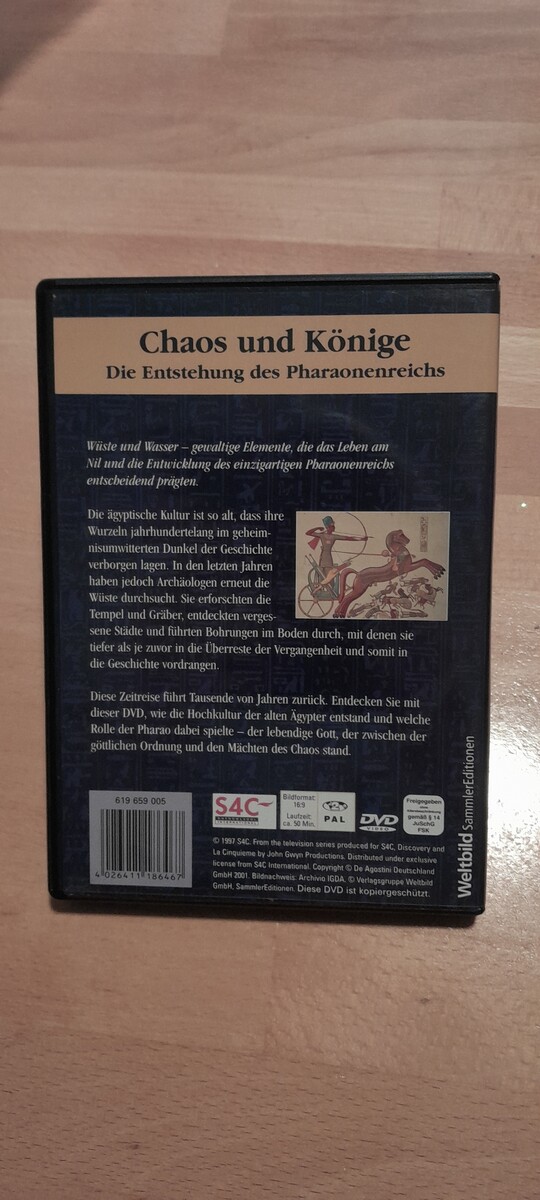 Chaos und Könige
Die Entstehung des Pharaonenreichs
Wüste und Wasser – gewaltige Elemente, die das Leben am
Nil und die Entwicklung des einzigartigen Pharaonenreichs
entscheidend prägten.
Die ägyptische Kultur ist so alt, dass ihre
Wurzeln jahrhundertelang im geheim-
nisumwitterten Dunkel der Geschichte
verborgen lagen. In den letzten Jahren
haben jedoch Archäologen erneut die
Wüste durchsucht. Sie erforschten die
Tempel und Gräber, entdeckten verges-
sene Städte und führten Bohrungen im Boden durch, mit denen sie
tiefer als je zuvor in die Überreste der Vergangenheit und somit in
die Geschichte vordrangen.
Diese Zeitreise führt Tausende von Jahren zurück. Entdecken Sie mit
dieser DVD, wie die Hochkultur der alten Ägypter entstand und welche
Rolle der Pharao dabei spielte – der lebendige Gott, der zwischen der
göttlichen Ordnung und den Mächten des Chaos stand.
619 659 005
4 026411 186467
S4C
Bildformat:
16:9
Laufzeit:
ca. 50 Min.
PAL
DVD
VIDEO
Freigegeben
gemäß § 14
JuSchG
FSK
© 1997 S4C. From the television series produced for S4C, Discovery and
La Cinquieme by John Gwyn Productions. Distributed under exclusive
license from S4C International. Copyright © De Agostini Deutschland
GmbH 2001. Bildnachweis: Archivio IGDA, © Verlagsgruppe Weltbild
GmbH, SammlerEditionen. Diese DVD ist kopiergeschützt.
Weltbild SammlerEditionen